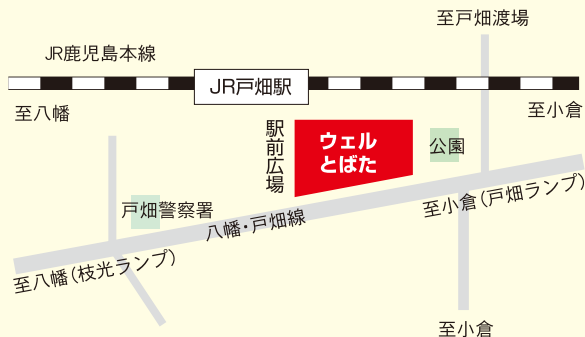 至戸畑渡場
JR鹿児島本線
JR戸畑駅
至八幡
至小倉
駅前広場
ウェル
とばた
公園
戸畑警察署
八幡・戸畑線
至小倉(戸畑ランプ)
至八幡(枝光ランプ)
至小倉